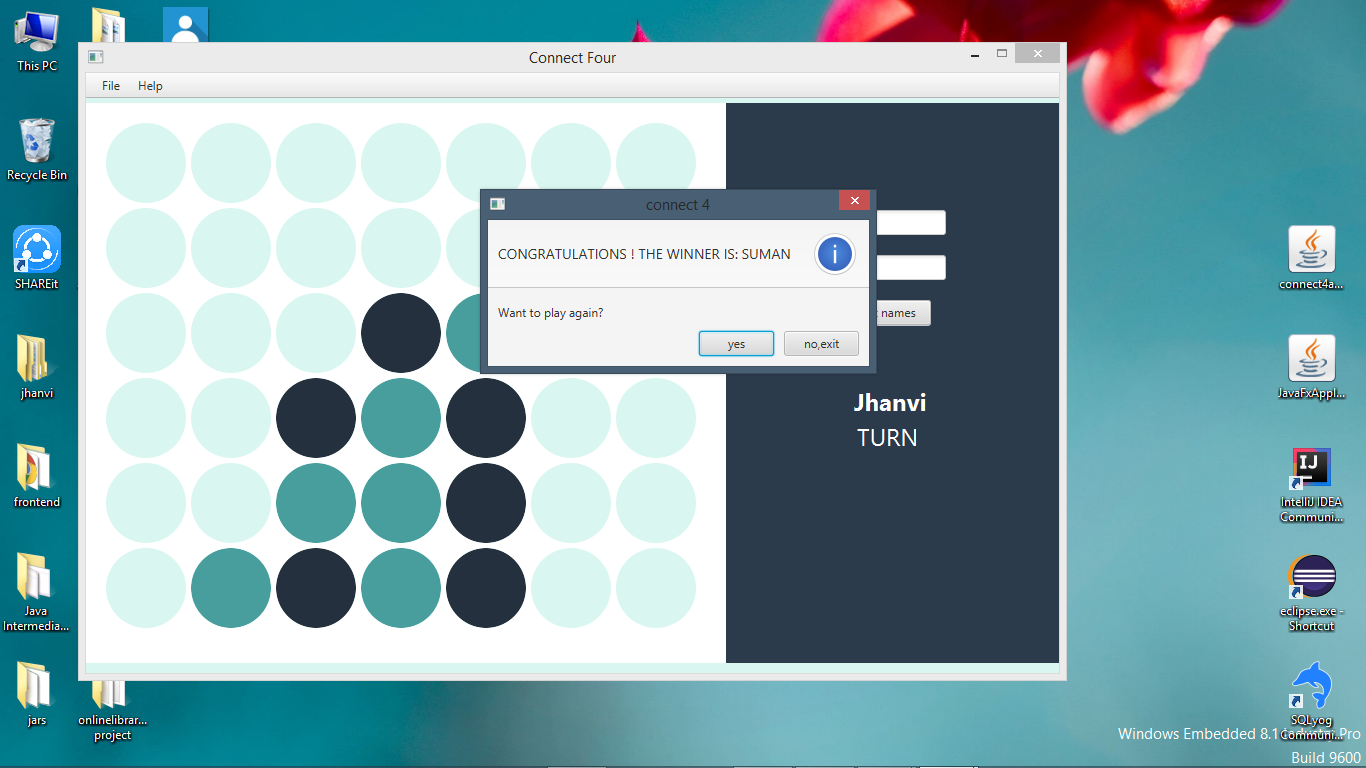 This PC
Recycle Bin
SHAREit
jhanvi
frontend
Java
Intermedia...
jars
onlinelibrar...
project
Connect Four
File Help
connect 4
CONGRATULATIONS ! THE WINNER IS: SUMAN
i
Want to play again?
yes no,exit
names
Jhanvi
TURN
connect4a...
JavaFxAppl...
IJ
IntelliJ IDEA
Communi...
eclipse.exe -
Shortcut
SQLyog
Communi...
Windows Embedded 8.1 Pro
Build 9600